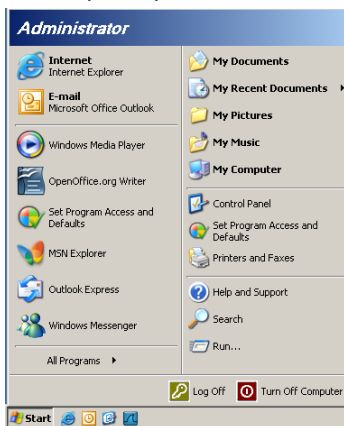 Administrator
Internet
Internet Explorer
E-mail
Microsoft Office Outlook
Windows Media Player
OpenOffice.org Writer
Set Program Access and
Defaults
MSN Explorer
Outlook Express
Windows Messenger
All Programs
My Documents
My Recent Documents
My Pictures
My Music
My Computer
Control Panel
Set Program Access and
Defaults
Printers and Faxes
Help and Support
Search
Run...
Log Off
Turn Off Computer
Start